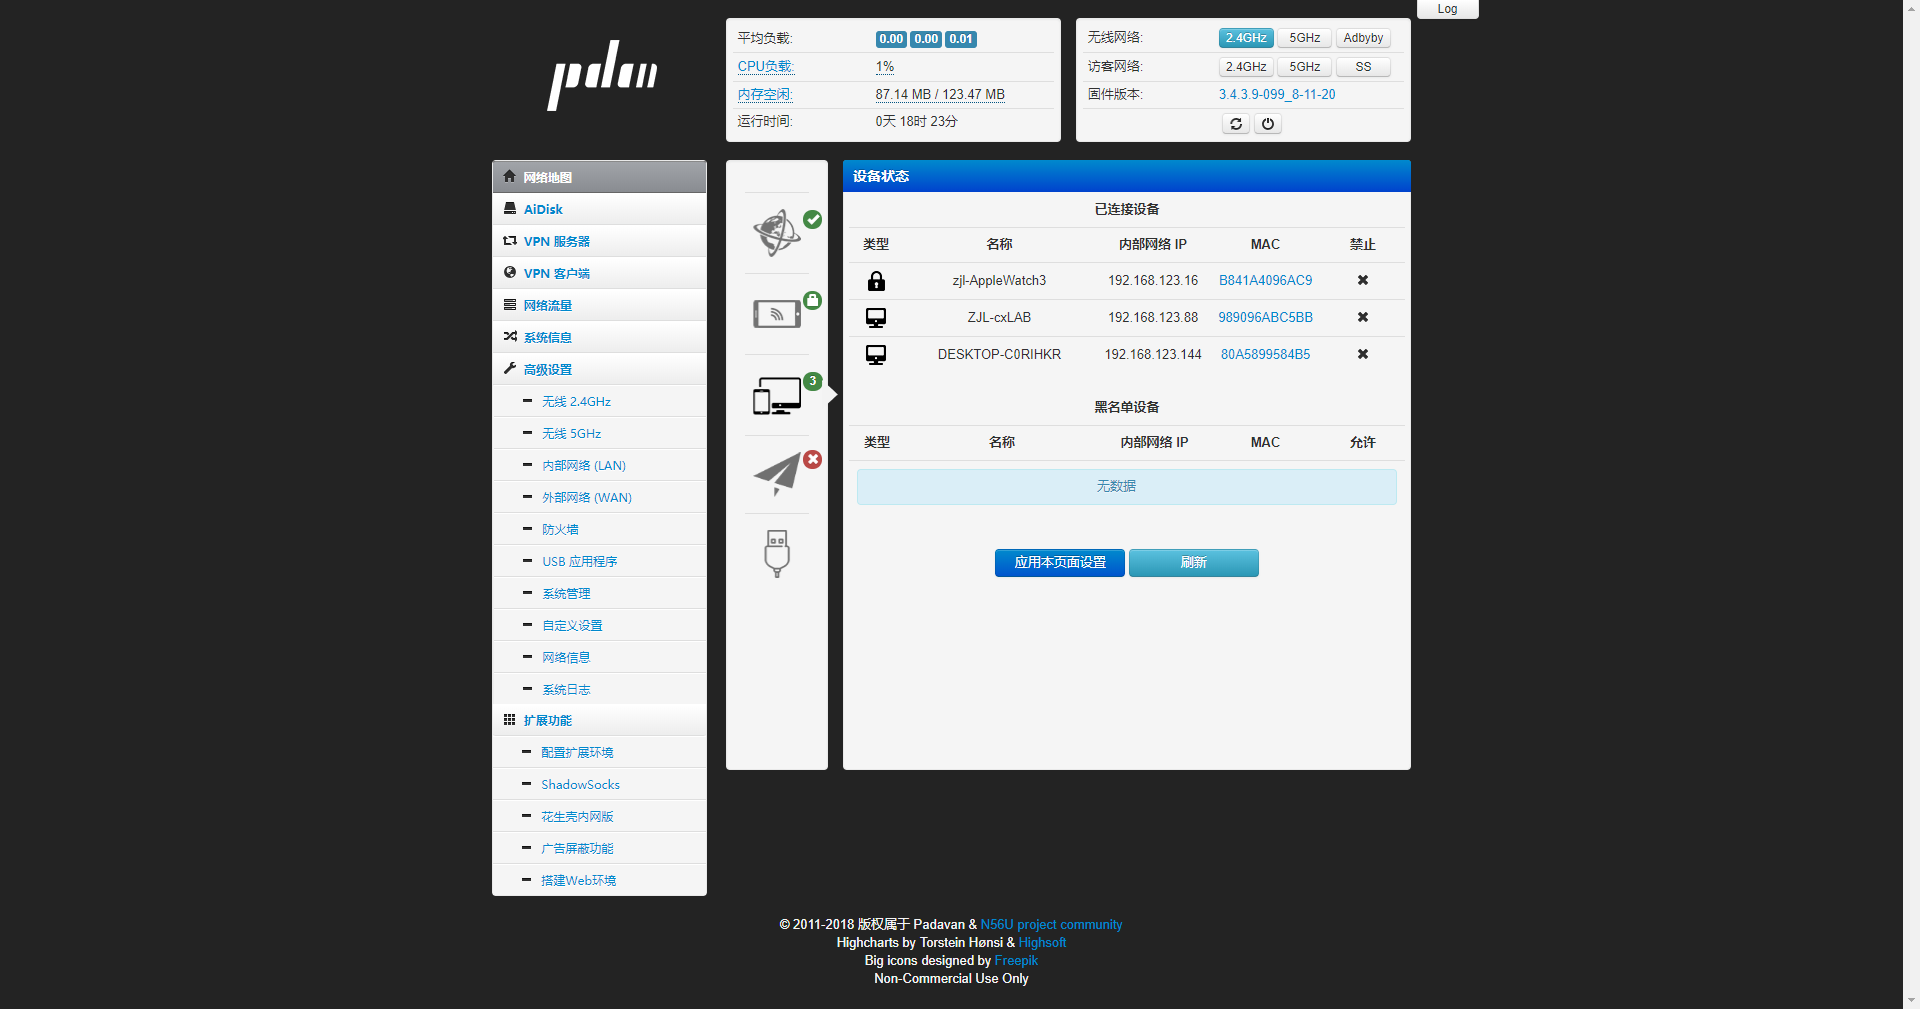 Log
padavan
平均负载: 0.00 0.00 0.01
CPU负载: 1%
内存空闲: 87.14 MB / 123.47 MB
运行时间: 0天 18时 23分
无线网络: 2.4GHz 5GHz Adbyby
访客网络: 2.4GHz 5GHz SS
固件版本: 3.4.3.9-099_8-11-20
网络地图
AiDisk
VPN 服务器
VPN 客户端
网络流量
系统信息
高级设置
无线 2.4GHz
无线 5GHz
内部网络 (LAN)
外部网络 (WAN)
防火墙
USB 应用程序
系统管理
自定义设置
网络信息
系统日志
扩展功能
配置扩展环境
ShadowSocks
花生壳内网版
广告屏蔽功能
搭建Web环境
3
设备状态
已连接设备
类型 名称 内部网络 IP MAC 禁止
zjl-AppleWatch3 192.168.123.16 B841A4096AC9
ZJL-cxLAB 192.168.123.88 989096ABC5BB
DESKTOP-C0RIHKR 192.168.123.144 80A5899584B5
黑名单设备
类型 名称 内部网络 IP MAC 允许
无数据
应用本页面设置 刷新
© 2011-2018 版权属于 Padavan & N56U project community
Highcharts by Torstein Hønsi & Highsoft
Big icons designed by Freepik
Non-Commercial Use Only